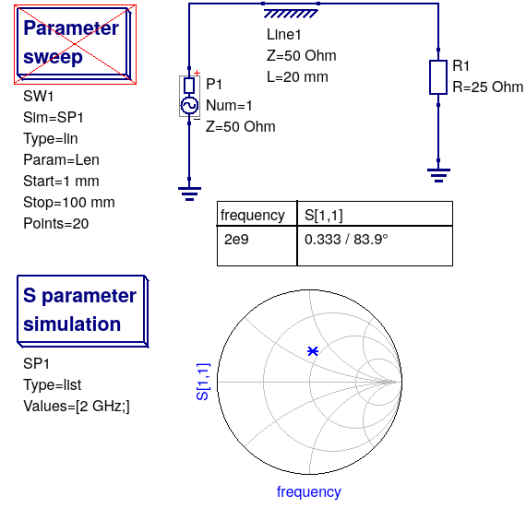 Parameter
sweep
SW1
Sim=SP1
Type=lin
Param=Len
Start=1 mm
Stop=100 mm
Points=20
Line1
Z=50 Ohm
L=20 mm
P1
Num=1
Z=50 Ohm
R1
R=25 Ohm
frequency S[1,1]
2e9 0.333 / 83.9°
S parameter
simulation
SP1
Type=list
Values=[2 GHz;]
S[1,1]
frequency